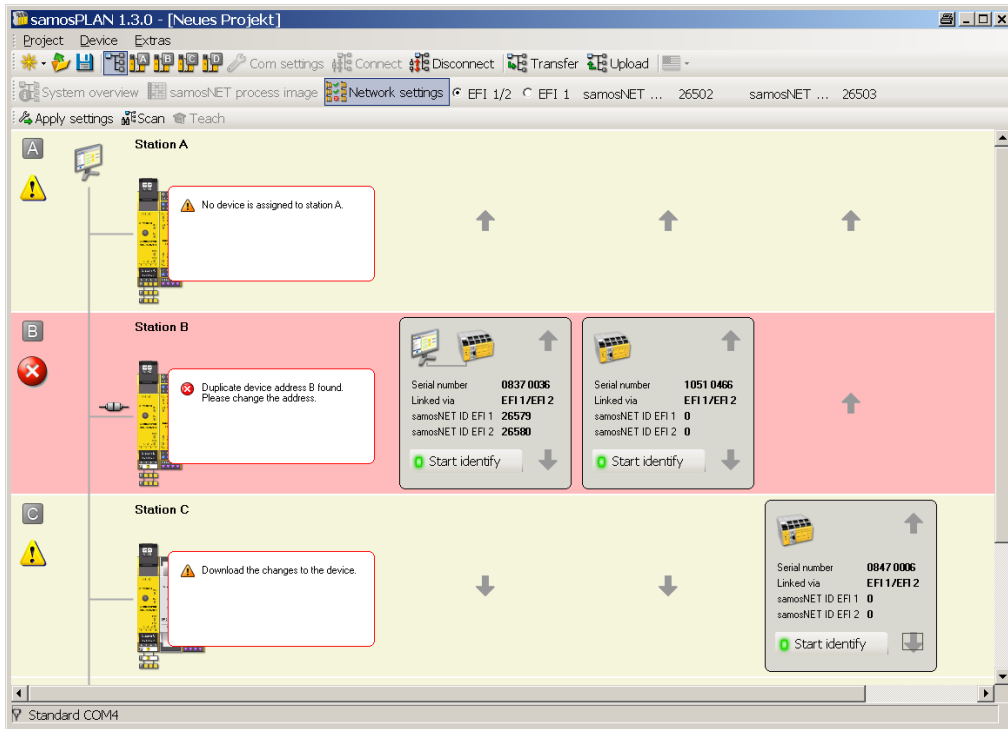 samosPLAN 1.3.0 - [Neues Projekt]
Project Device Extras
A B C D Com settings Connect Disconnect Transfer Upload
System overview samosNET process image Network settings EFI 1/2 EFI 1 samosNET ... 26502 samosNET ... 26503
Apply settings Scan Teach
A Station A
No device is assigned to station A.
B Station B
Duplicate device address B found.
Please change the address.
Serial number 0837 0036
Linked via EFI 1/EFI 2
samosNET ID EFI 1 26579
samosNET ID EFI 2 26580
Start identify
Serial number 1051 0466
Linked via EFI 1/EFI 2
samosNET ID EFI 1 0
samosNET ID EFI 2 0
Start identify
C Station C
Download the changes to the device.
Serial number 0847 0006
Linked via EFI 1/EFI 2
samosNET ID EFI 1 0
samosNET ID EFI 2 0
Start identify
Standard COM4